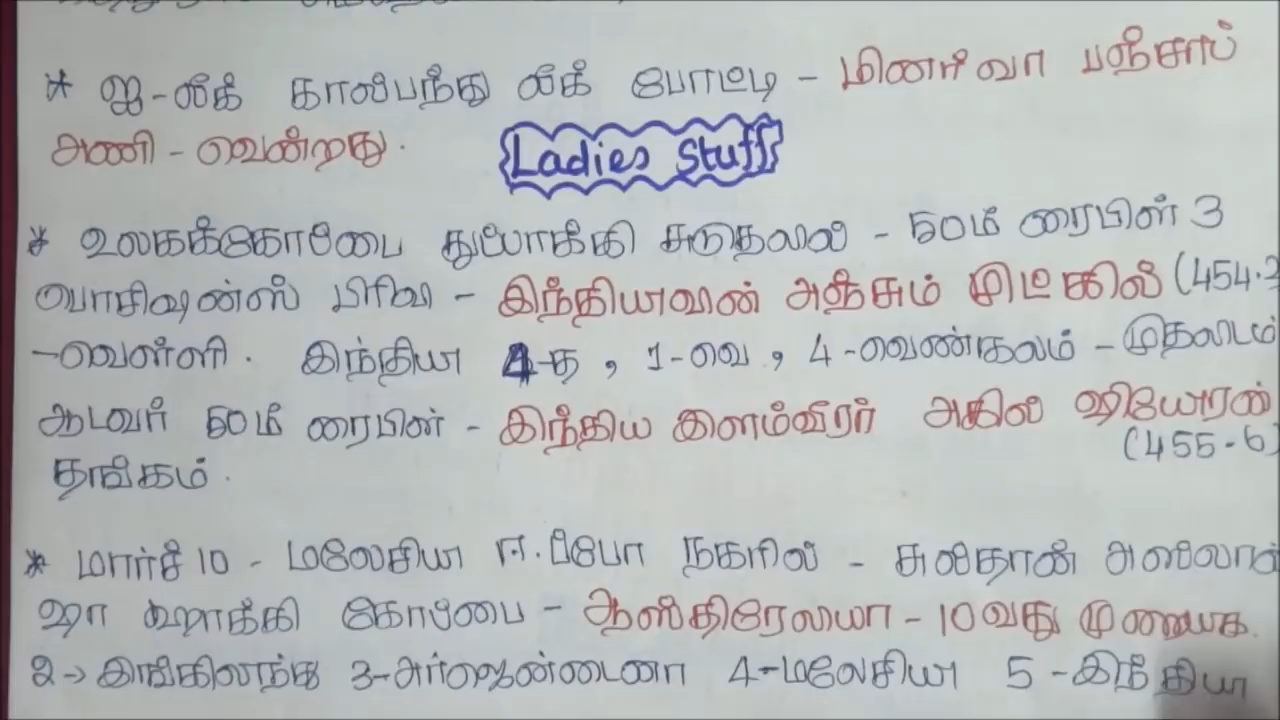 * ஐ-லீக் கால்பந்து லீக் போட்டி - மினர்வா பஞ்சாப்
அணி - வென்றது.
Ladies Stuff
* உலகக்கோப்பை துப்பாக்கி சுடுதலில் - 50மீ ரைபிள் 3
பொசிஷன்ஸ் பிரிவு - இந்தியாவின் அஞ்சும் முட்கில் (454.2
- வெள்ளி. இந்தியா 4-த, 1-வெ, 4-வெண்கலம் - முதலிடம்
ஆடவர் 50மீ ரைபிள் - இந்திய இளம்வீரர் அகில் ஷியோரன்
(455.6)
தங்கம்.
* மார்ச் 10 - மலேசியா ஈ.ப்போ நகரில் - சுல்தான் அஸ்லான்
ஷா ஹாக்கி கோப்பை - ஆஸ்திரேலியா - 10வது முறையாக.
2-> இங்கிலாந்து 3-அர்ஜென்டைனா 4-மலேசியா 5-இந்தியா